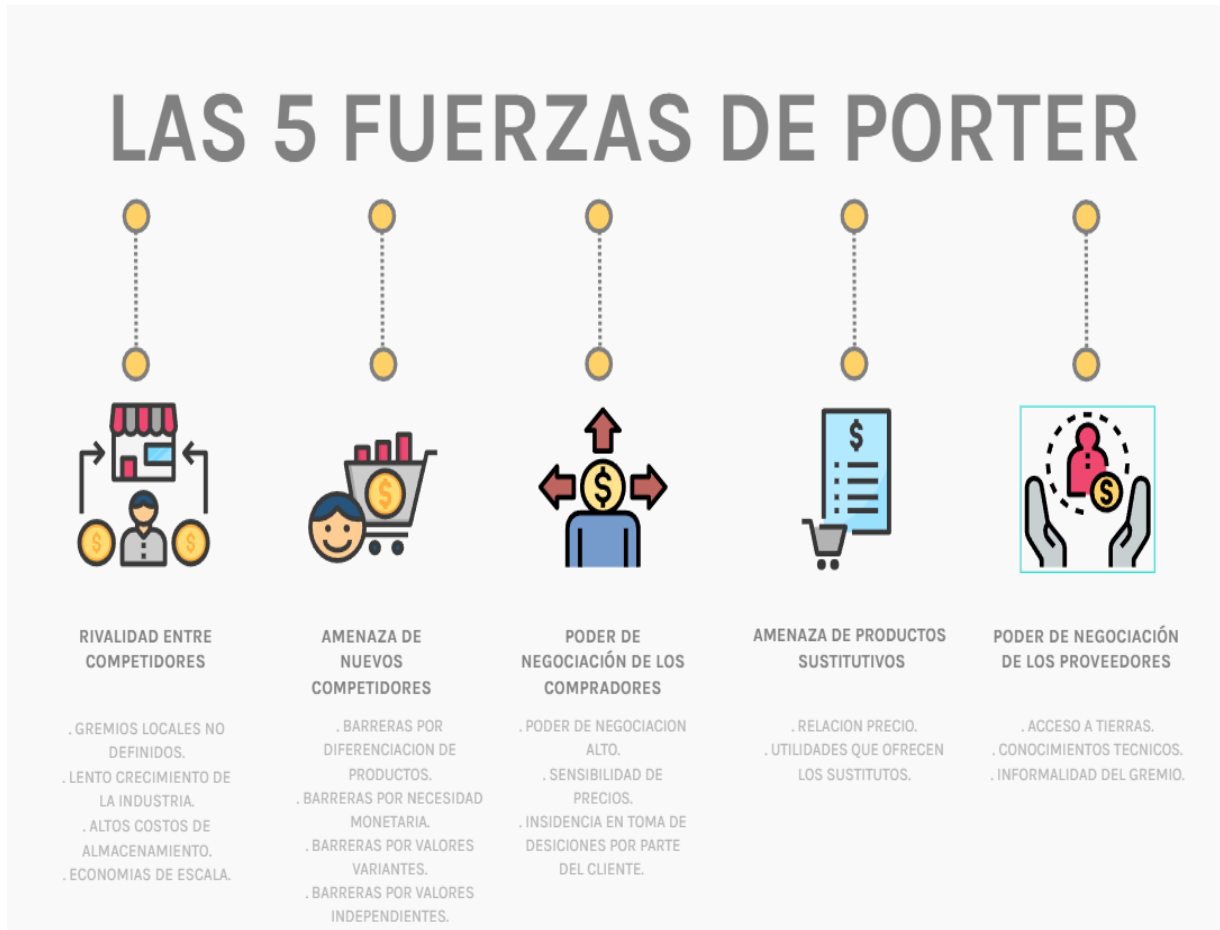 LAS 5 FUERZAS DE PORTER
RIVALIDAD ENTRE
COMPETIDORES
. GREMIOS LOCALES NO
DEFINIDOS.
. LENTO CRECIMIENTO DE
LA INDUSTRIA.
. ALTOS COSTOS DE
ALMACENAMIENTO.
. ECONOMIAS DE ESCALA.
AMENAZA DE
NUEVOS
COMPETIDORES
. BARRERAS POR
DIFERENCIACION DE
PRODUCTOS.
. BARRERAS POR NECESIDAD
MONETARIA.
. BARRERAS POR VALORES
VARIANTES.
. BARRERAS POR VALORES
INDEPENDIENTES.
PODER DE
NEGOCIACIÓN DE LOS
COMPRADORES
. PODER DE NEGOCIACION
ALTO.
. SENSIBILIDAD DE
PRECIOS.
. INSIDENCIA EN TOMA DE
DESICIONES POR PARTE
DEL CLIENTE.
AMENAZA DE PRODUCTOS
SUSTITUTIVOS
. RELACION PRECIO.
. UTILIDADES QUE OFRECEN
LOS SUSTITUTOS.
PODER DE NEGOCIACIÓN
DE LOS PROVEEDORES
. ACCESO A TIERRAS.
. CONOCIMIENTOS TECNICOS.
. INFORMALIDAD DEL GREMIO.